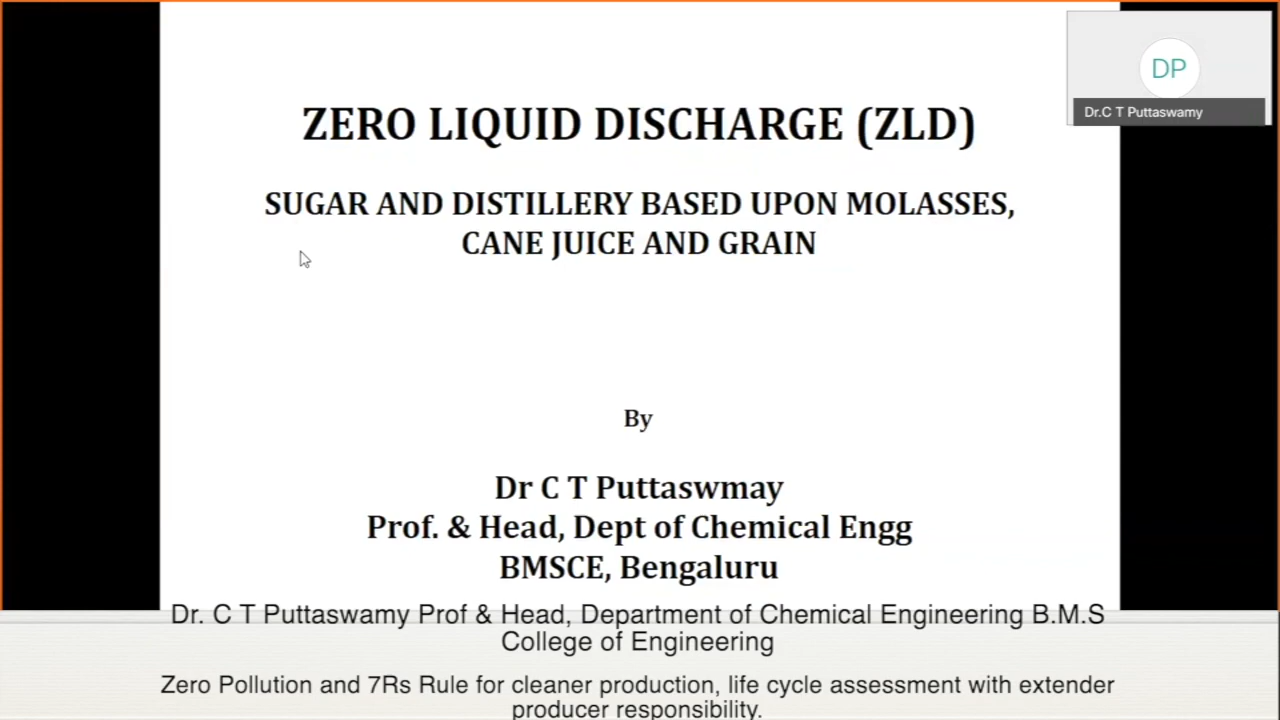 DP
Dr.C T Puttaswamy
ZERO LIQUID DISCHARGE (ZLD)
SUGAR AND DISTILLERY BASED UPON MOLASSES,
CANE JUICE AND GRAIN
By
Dr C T Puttaswmay
Prof. & Head, Dept of Chemical Engg
BMSCE, Bengaluru
Dr. C T Puttaswamy Prof & Head, Department of Chemical Engineering B.M.S
College of Engineering
Zero Pollution and 7Rs Rule for cleaner production, life cycle assessment with extender
producer responsibility.